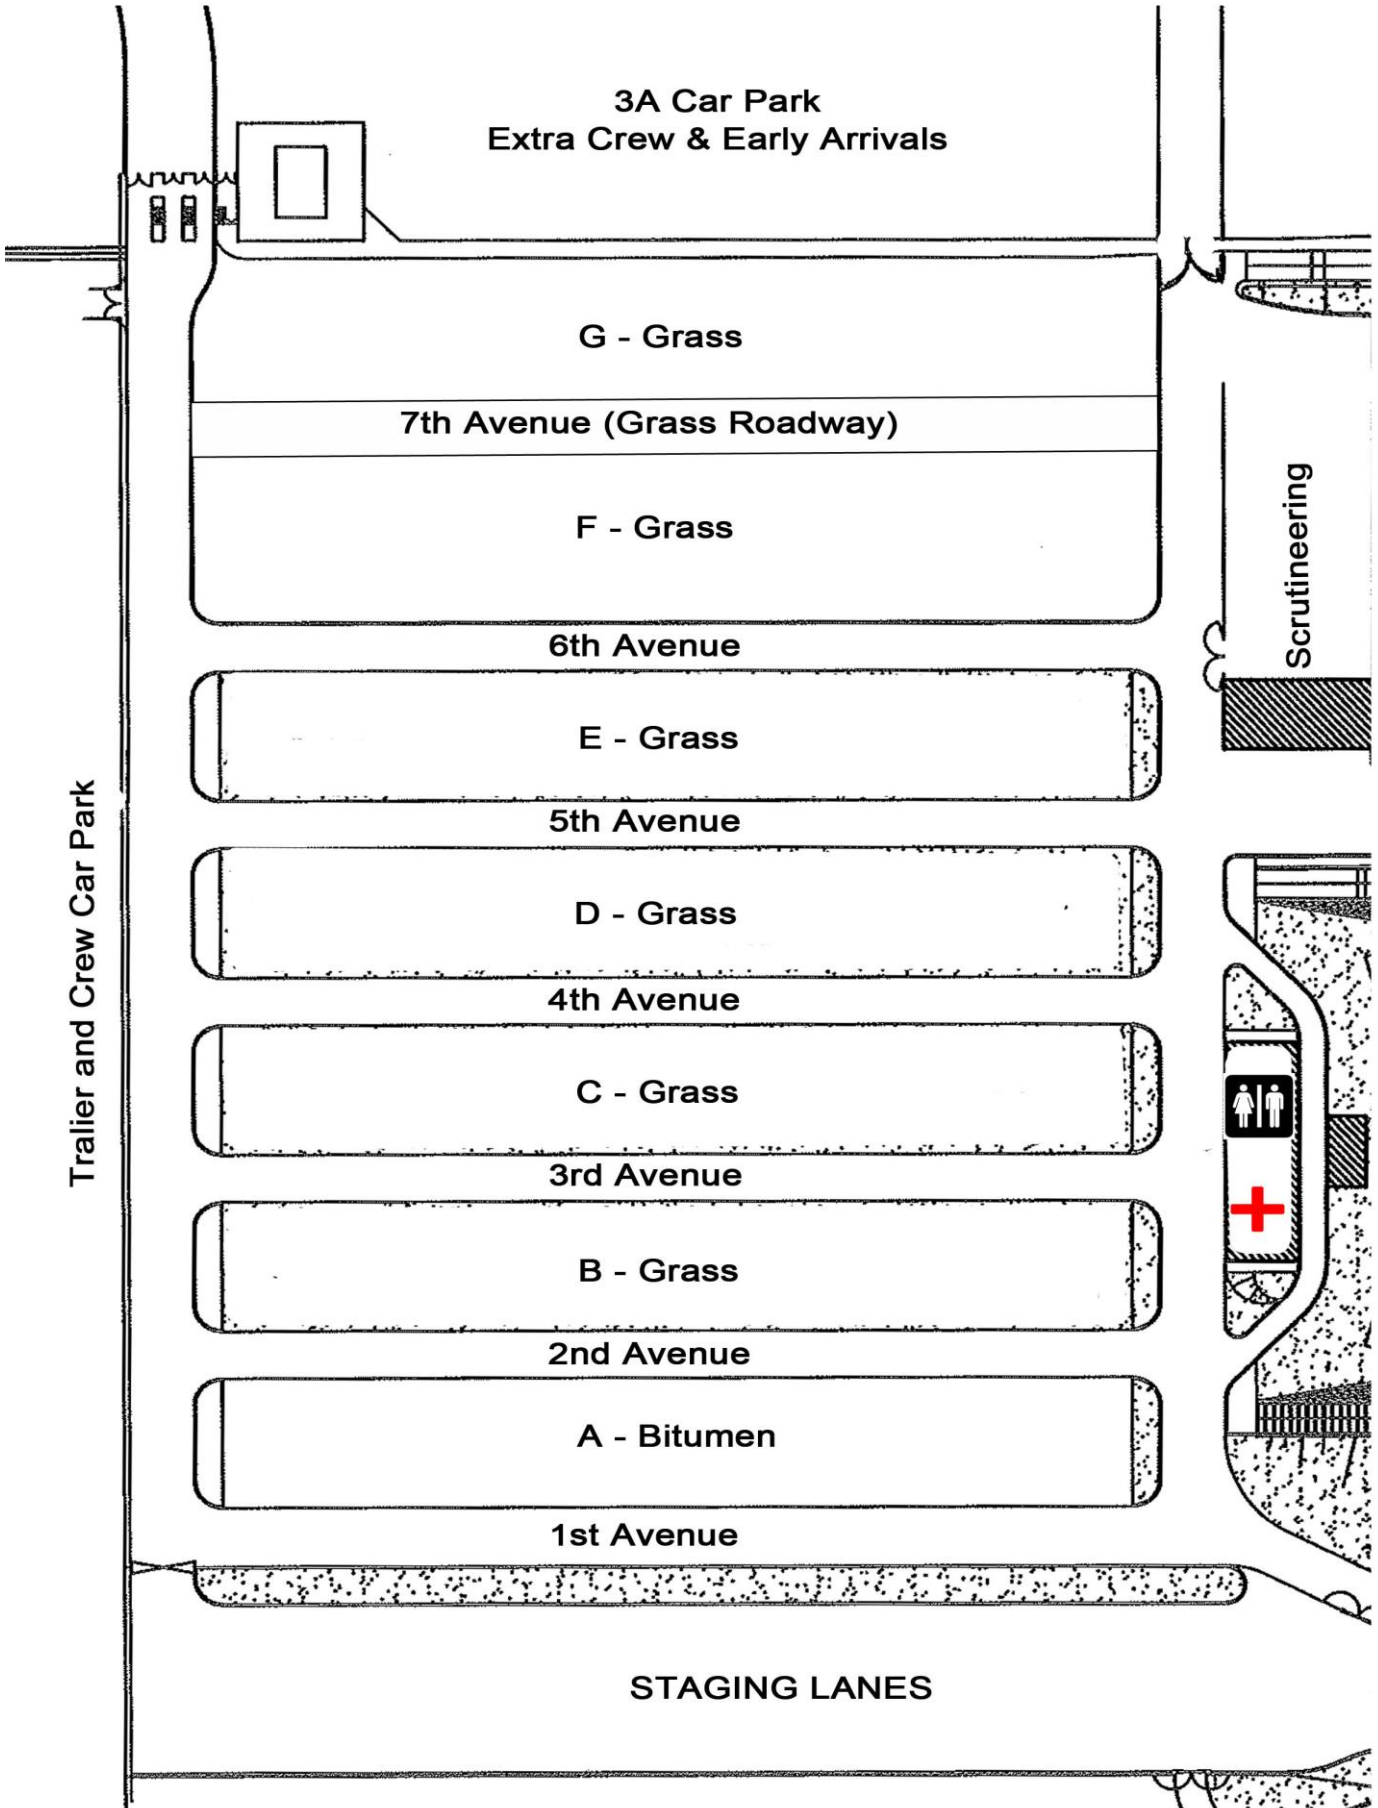 3A Car Park
Extra Crew & Early Arrivals
G - Grass
7th Avenue (Grass Roadway)
F - Grass
Scrutineering
6th Avenue
E - Grass
5th Avenue
Tralier and Crew Car Park
D - Grass
4th Avenue
C - Grass
3rd Avenue
B - Grass
2nd Avenue
A - Bitumen
1st Avenue
STAGING LANES